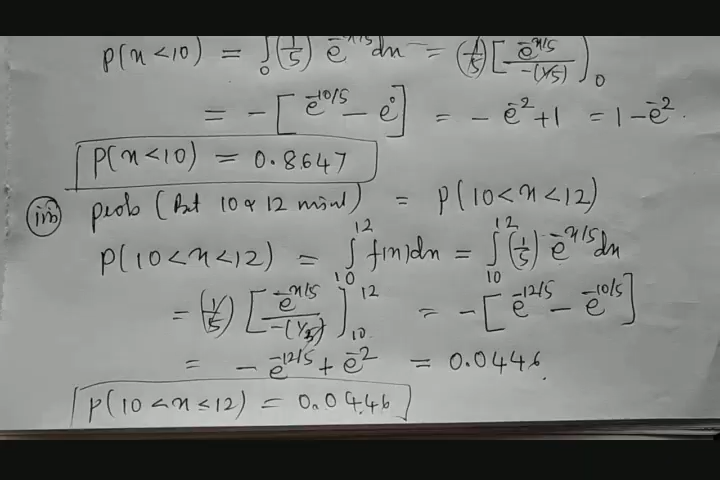 P(x<10) = ∫₀ (1/5) e^{-x/5} dx = (1/5) [e^{-x/5} / -(1/5)]₀
= -[e^{-10/5} - e^0] = -e^{-2} + 1 = 1 - e^{-2}.
P(x<10) = 0.8647
(iii) prob (Bet 10 & 12 minut) = P(10<x<12)
P(10<x<12) = ∫₁₀¹² f(x)dx = ∫₁₀¹² (1/5) e^{-x/5} dx
= (1/5) [e^{-x/5} / -(1/5)]₁₀¹² = -[e^{-12/5} - e^{-10/5}]
= -e^{-12/5} + e^{-2} = 0.0446.
P(10<x≤12) = 0.0446